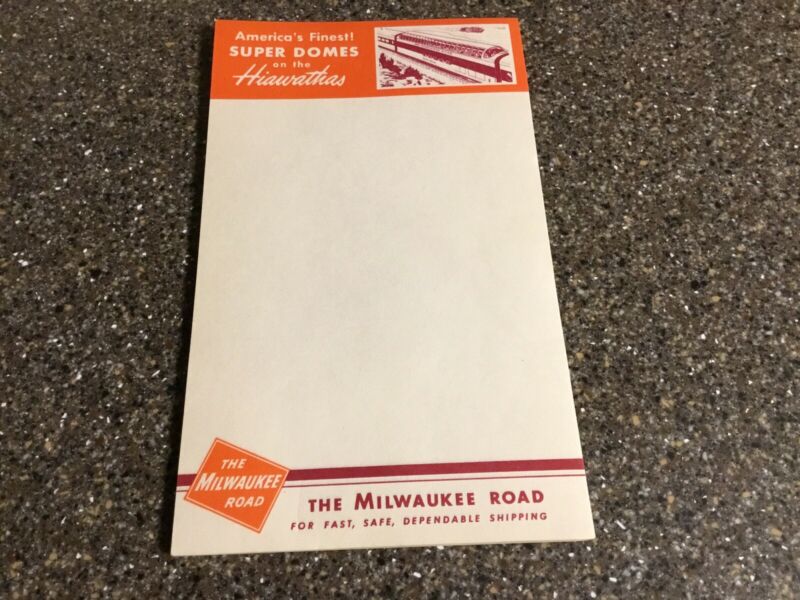 America's Finest!
SUPER DOMES
on the
Hiawathas
THE
MILWAUKEE
ROAD
THE MILWAUKEE ROAD
FOR FAST, SAFE, DEPENDABLE SHIPPING